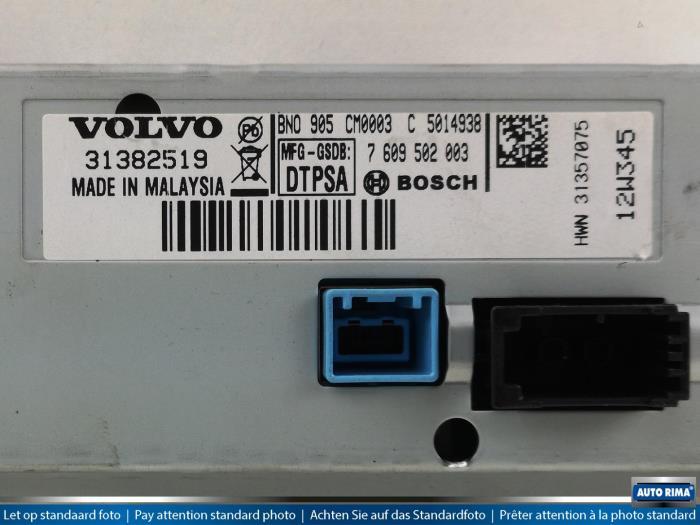 VOLVO
31382519
MADE IN MALAYSIA
Pb
BNO 905 CM0003 C 5014938
MFG-GSDB: 7 609 502 003
DTPSA BOSCH
HWN 31357075
12W345
AUTO RIMA
Let op standaard foto | Pay attention standard photo | Achten Sie auf das Standardfoto | Prêter attention à la photo standard